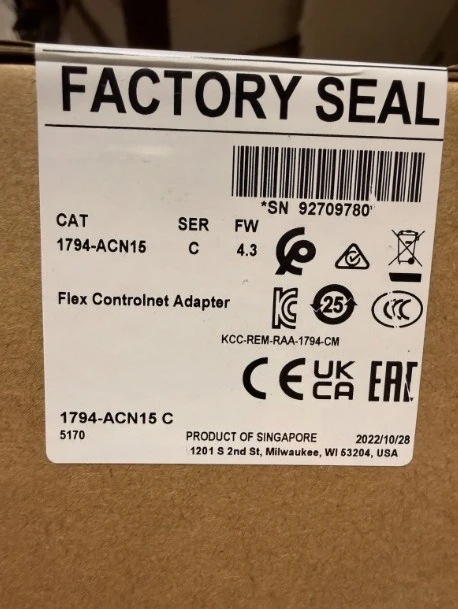 FACTORY SEAL
*SN 92709780*
CAT SER FW
1794-ACN15 C 4.3
Flex Controlnet Adapter
25
KCC-REM-RAA-1794-CM
CE UK CA EAC
1794-ACN15 C
5170 PRODUCT OF SINGAPORE 2022/10/28
1201 S 2nd St, Milwaukee, WI 53204, USA